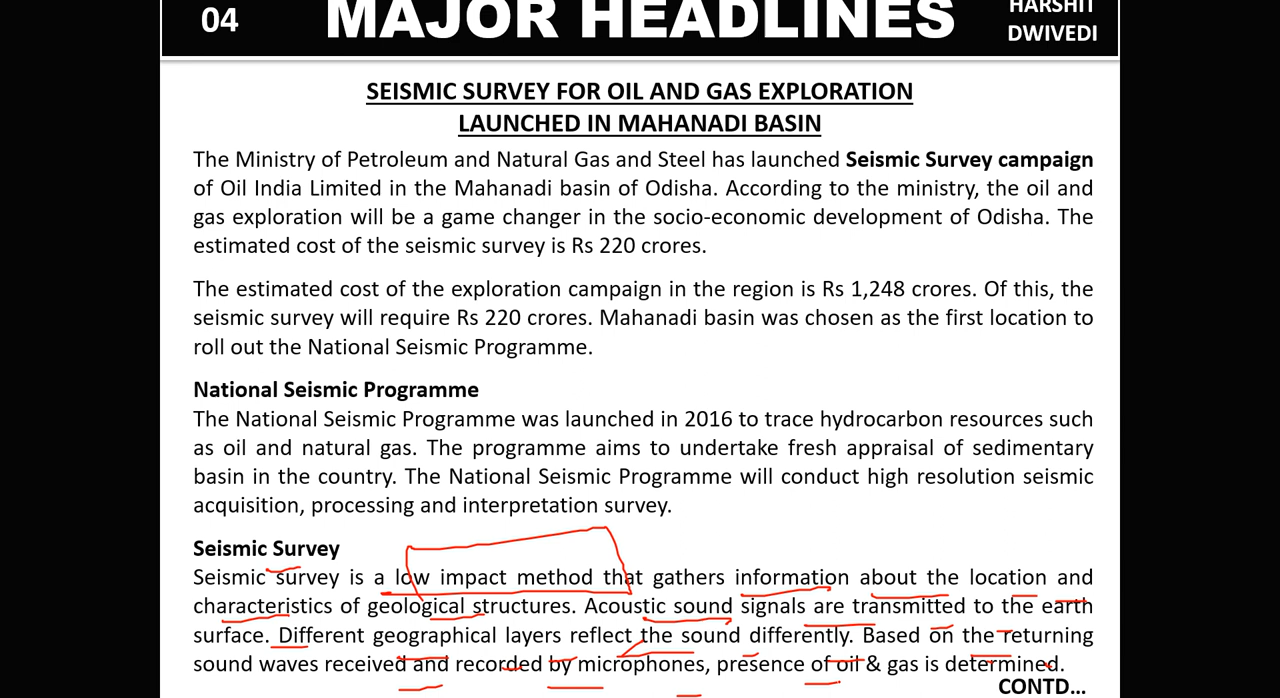 04
MAJOR HEADLINES
HARSHIT
DWIVEDI
SEISMIC SURVEY FOR OIL AND GAS EXPLORATION
LAUNCHED IN MAHANADI BASIN
The Ministry of Petroleum and Natural Gas and Steel has launched Seismic Survey campaign
of Oil India Limited in the Mahanadi basin of Odisha. According to the ministry, the oil and
gas exploration will be a game changer in the socio-economic development of Odisha. The
estimated cost of the seismic survey is Rs 220 crores.
The estimated cost of the exploration campaign in the region is Rs 1,248 crores. Of this, the
seismic survey will require Rs 220 crores. Mahanadi basin was chosen as the first location to
roll out the National Seismic Programme.
National Seismic Programme
The National Seismic Programme was launched in 2016 to trace hydrocarbon resources such
as oil and natural gas. The programme aims to undertake fresh appraisal of sedimentary
basin in the country. The National Seismic Programme will conduct high resolution seismic
acquisition, processing and interpretation survey.
Seismic Survey
Seismic survey is a low impact method that gathers information about the location and
characteristics of geological structures. Acoustic sound signals are transmitted to the earth
surface. Different geographical layers reflect the sound differently. Based on the returning
sound waves received and recorded by microphones, presence of oil & gas is determined.
CONTD...